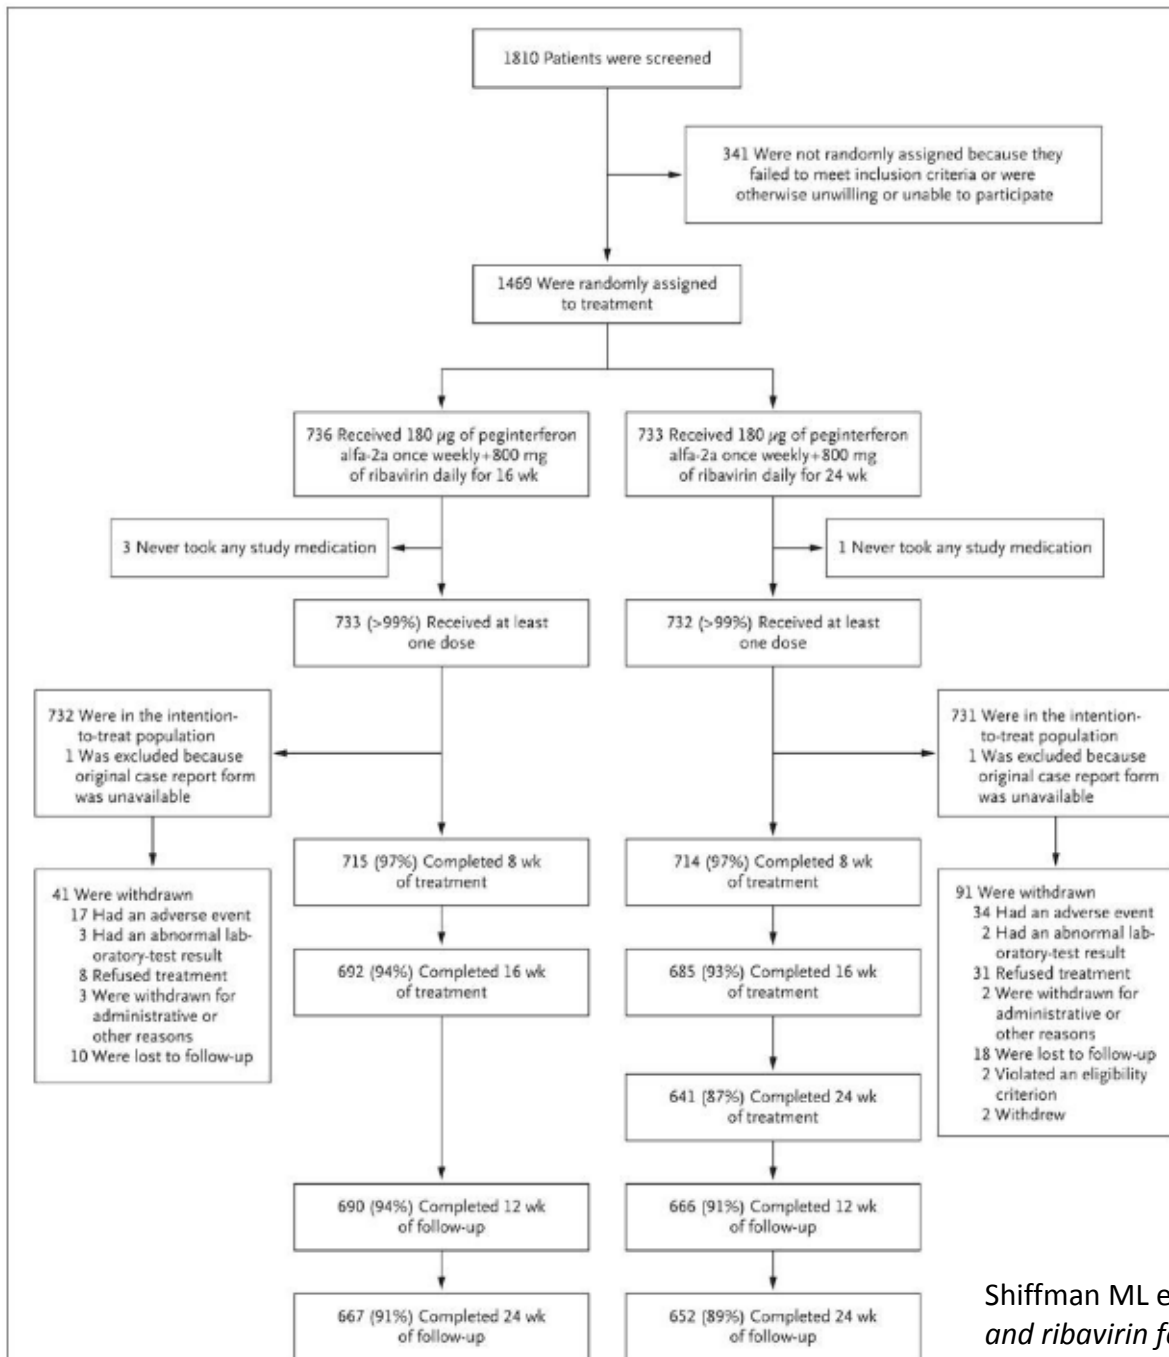 1810 Patients were screened
341 Were not randomly assigned because they
failed to meet inclusion criteria or were
otherwise unwilling or unable to participate
1469 Were randomly assigned
to treatment
736 Received 180 µg of peginterferon
alfa-2a once weekly+800 mg
of ribavirin daily for 16 wk
733 Received 180 µg of peginterferon
alfa-2a once weekly+800 mg
of ribavirin daily for 24 wk
3 Never took any study medication
1 Never took any study medication
733 (>99%) Received at least
one dose
732 (>99%) Received at least
one dose
732 Were in the intention-
to-treat population
1 Was excluded because
original case report form
was unavailable
731 Were in the intention-
to-treat population
1 Was excluded because
original case report form
was unavailable
715 (97%) Completed 8 wk
of treatment
714 (97%) Completed 8 wk
of treatment
41 Were withdrawn
17 Had an adverse event
3 Had an abnormal lab-
oratory-test result
8 Refused treatment
3 Were withdrawn for
administrative or
other reasons
10 Were lost to follow-up
91 Were withdrawn
34 Had an adverse event
2 Had an abnormal lab-
oratory-test result
31 Refused treatment
2 Were withdrawn for
administrative or
other reasons
18 Were lost to follow-up
2 Violated an eligibility
criterion
2 Withdrew
692 (94%) Completed 16 wk
of treatment
685 (93%) Completed 16 wk
of treatment
641 (87%) Completed 24 wk
of treatment
690 (94%) Completed 12 wk
of follow-up
666 (91%) Completed 12 wk
of follow-up
667 (91%) Completed 24 wk
of follow-up
652 (89%) Completed 24 wk
of follow-up
Shiffman ML e
and ribavirin f